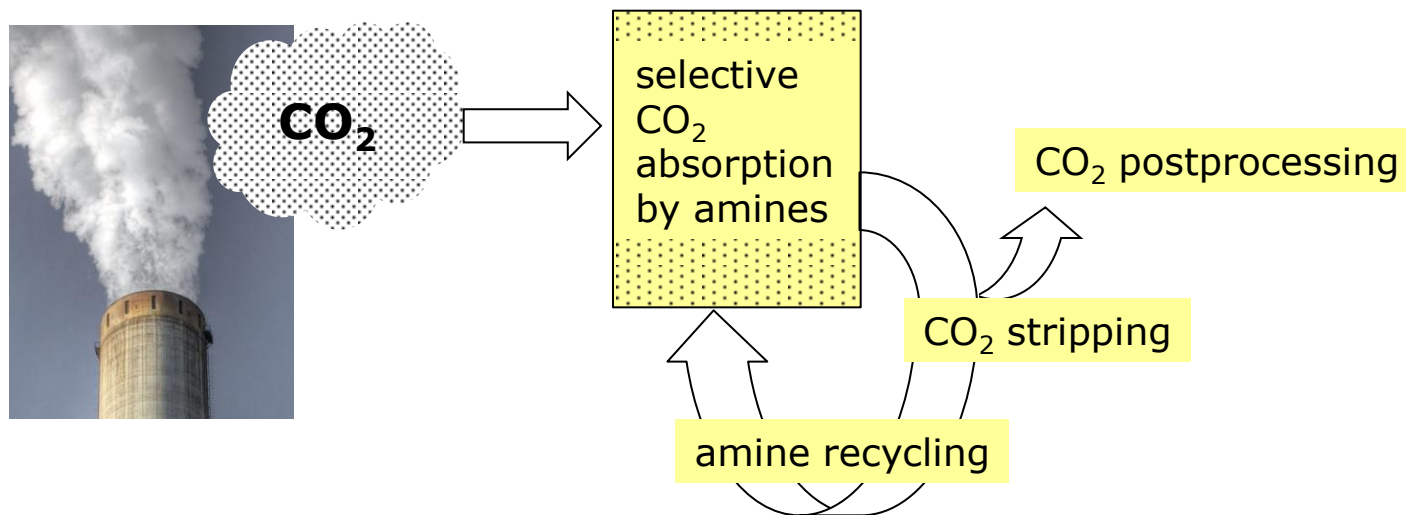 CO₂
selective
CO₂
absorption
by amines
CO₂ postprocessing
CO₂ stripping
amine recycling